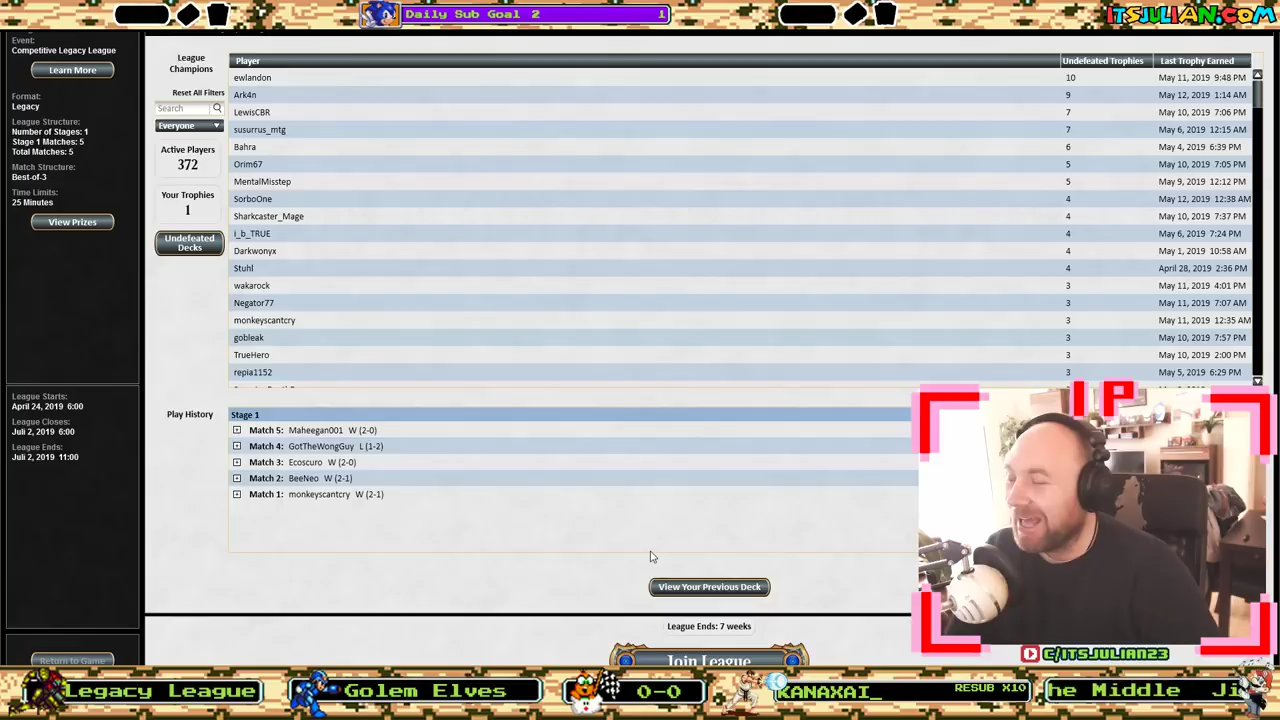 Daily Sub Goal 2 1
ITSJULIAN.COM
Event:
Competitive Legacy League
Learn More
Format:
Legacy
League Structure:
Number of Stages: 1
Stage 1 Matches: 5
Total Matches: 5
Match Structure:
Best-of-3
Time Limits:
25 Minutes
View Prizes
League Starts:
April 24, 2019 6:00
League Closes:
Juli 2, 2019 6:00
League Ends:
Juli 2, 2019 11:00
Return to Game
League
Champions
Reset All Filters
Search
Everyone
Active Players
372
Your Trophies
1
Undefeated
Decks
Player Undefeated Trophies Last Trophy Earned
ewlandon 10 May 11, 2019 9:48 PM
Ark4n 9 May 12, 2019 1:14 AM
LewisCBR 7 May 10, 2019 7:06 PM
susurrus_mtg 7 May 6, 2019 12:15 AM
Bahra 6 May 4, 2019 6:39 PM
Orim67 5 May 10, 2019 7:05 PM
MentalMisstep 5 May 9, 2019 12:12 PM
SorboOne 4 May 12, 2019 12:38 AM
Sharkcaster_Mage 4 May 10, 2019 7:37 PM
i_b_TRUE 4 May 6, 2019 7:24 PM
Darkwonyx 4 May 1, 2019 10:58 AM
Stuhl 4 April 28, 2019 2:36 PM
wakarock 3 May 11, 2019 4:01 PM
Negator77 3 May 11, 2019 7:07 AM
monkeyscantcry 3 May 11, 2019 12:35 AM
gobleak 3 May 10, 2019 7:57 PM
TrueHero 3 May 10, 2019 2:00 PM
repia1152 3 May 5, 2019 6:29 PM
Play History
Stage 1
Match 5: Maheegan001 W (2-0)
Match 4: GotTheWongGuy L (1-2)
Match 3: Ecoscuro W (2-0)
Match 2: BeeNeo W (2-1)
Match 1: monkeyscantcry W (2-1)
View Your Previous Deck
League Ends: 7 weeks
Join League
1P
C/ITSJULIAN23
Legacy League
Golem Elves
0-0
KANAXAI_ RESUB X10
he Middle Ji